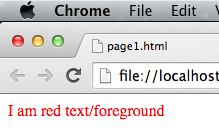 Chrome File Edit
page1.html
file://localhost
I am red text/foreground